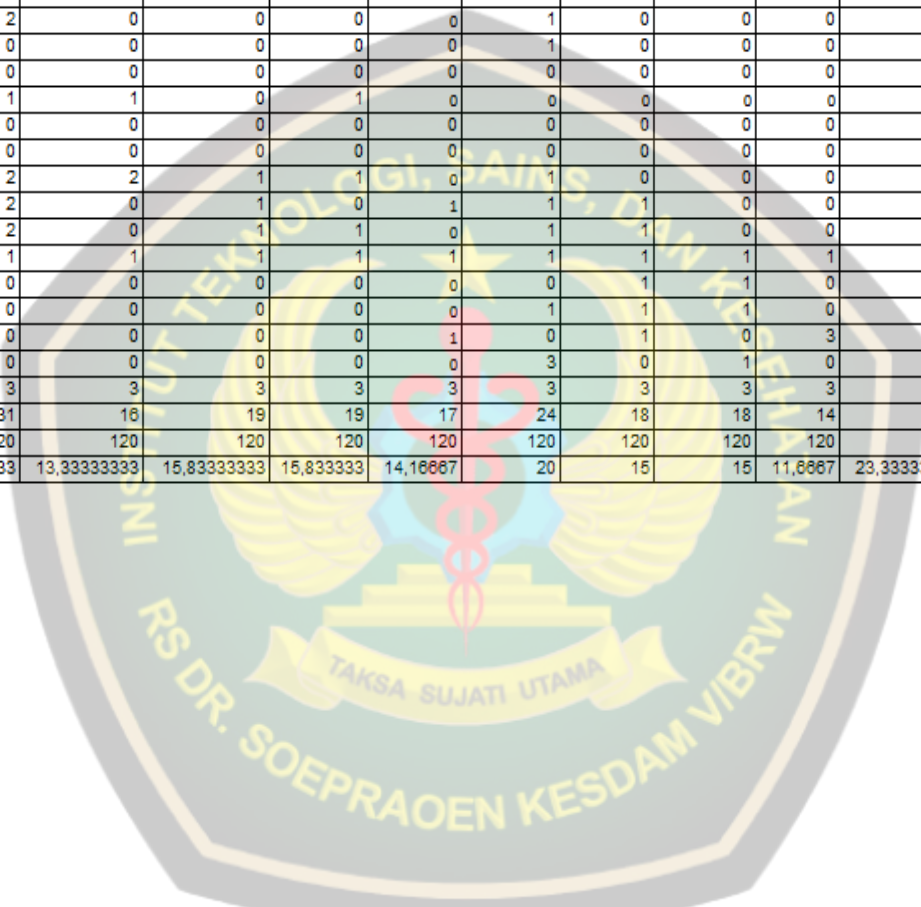 2 0 0 0 0 1 0 0 0
0 0 0 0 0 1 0 0 0
0 0 0 0 0 0 0 0 0
1 1 0 1 0 0 0 0 0
0 0 0 0 0 0 0 0 0
0 0 0 0 0 0 0 0 0
2 2 1 1 0 1 0 0 0
2 0 1 0 1 1 1 0 0
2 0 1 1 0 1 1 0 0
1 1 1 1 1 1 1 1 1
0 0 0 0 0 0 1 1 0
0 0 0 0 0 1 1 1 0
0 0 0 0 1 0 1 0 3
0 0 0 0 0 3 0 1 0
3 3 3 3 3 3 3 3 3
31 16 19 19 17 24 18 18 14
20 120 120 120 120 120 120 120 120
33 13,33333333 15,83333333 15,833333 14,16667 20 15 15 11,6667 23,33333
INSTITUT TEKNOLOGI, SAINS, DAN KESEHATAN
TAKSA SUJATI UTAMA
RS DR. SOEPRAOEN KESDAM V/BRW